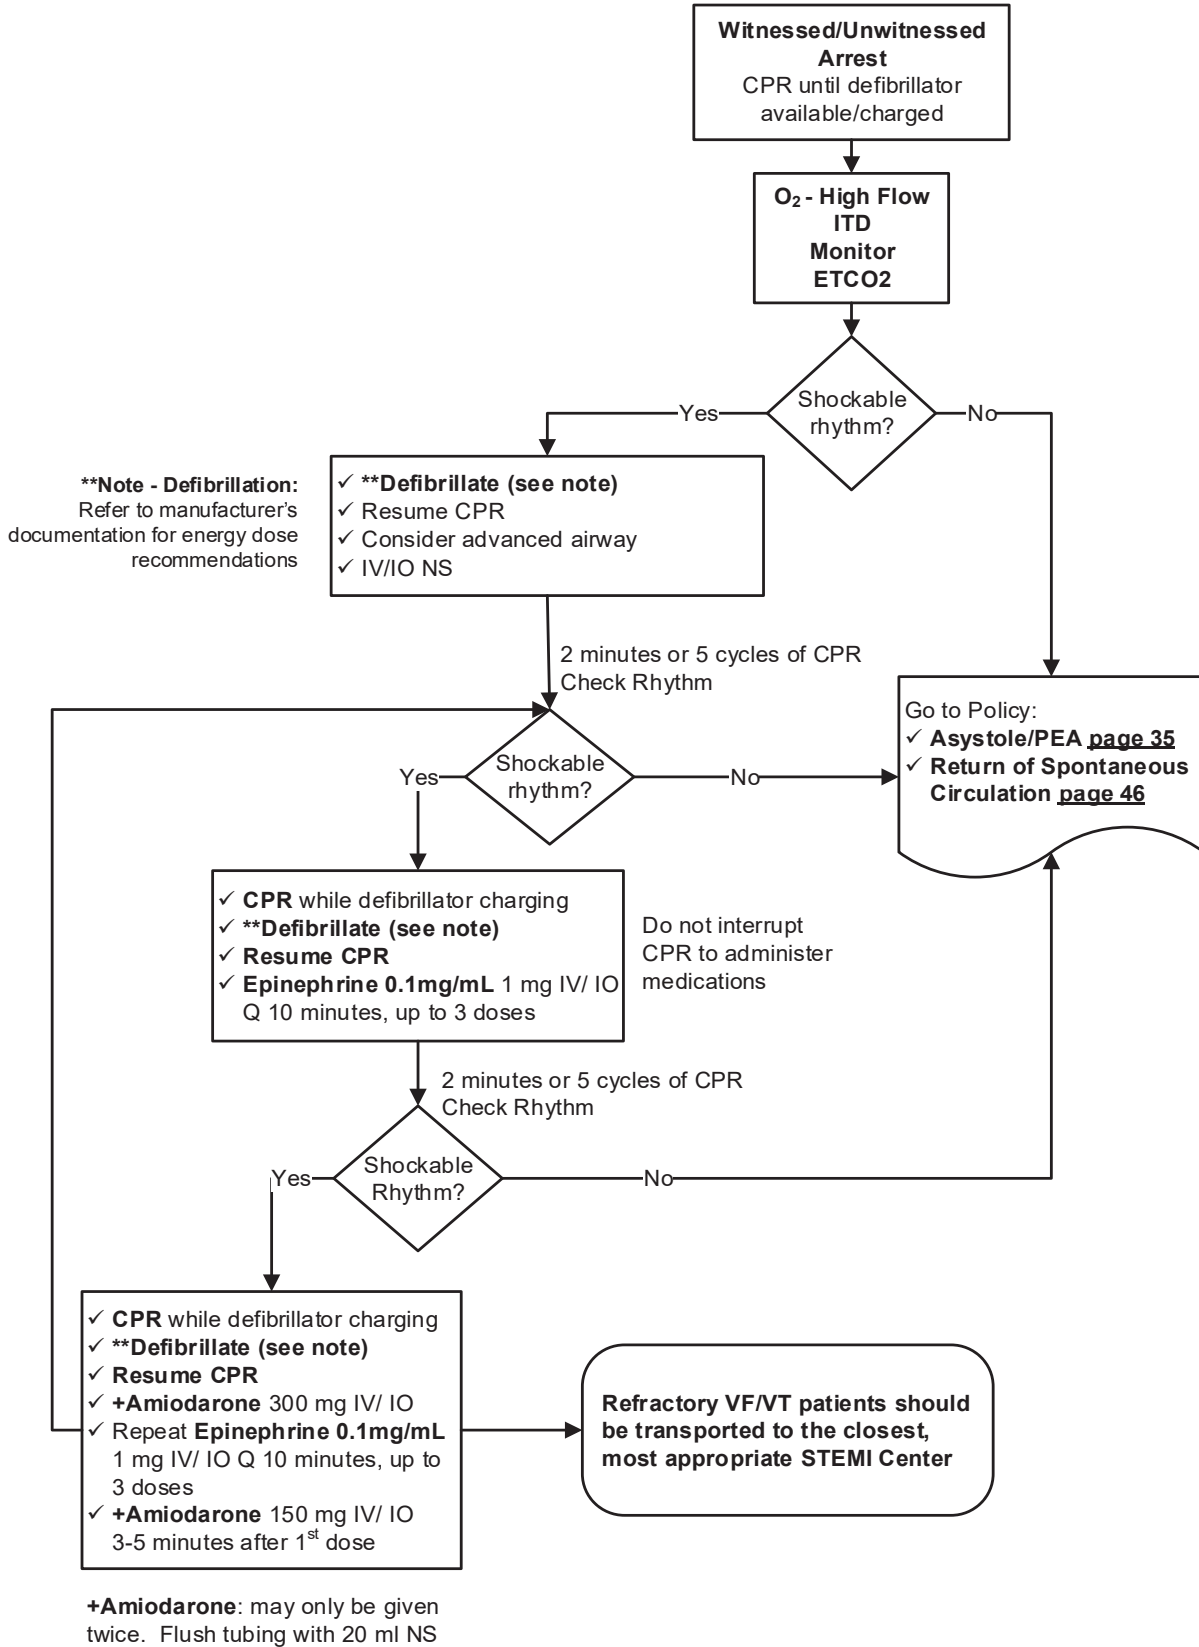 Witnessed/Unwitnessed
Arrest
CPR until defibrillator
available/charged
O₂ - High Flow
ITD
Monitor
ETCO2
Shockable
rhythm?
Yes
No
**Note - Defibrillation:
Refer to manufacturer's
documentation for energy dose
recommendations
✓ **Defibrillate (see note)
✓ Resume CPR
✓ Consider advanced airway
✓ IV/IO NS
2 minutes or 5 cycles of CPR
Check Rhythm
Go to Policy:
✓ Asystole/PEA page 35
✓ Return of Spontaneous
Circulation page 46
Shockable
rhythm?
Yes
No
✓ CPR while defibrillator charging
✓ **Defibrillate (see note)
✓ Resume CPR
✓ Epinephrine 0.1mg/mL 1 mg IV/ IO
Q 10 minutes, up to 3 doses
Do not interrupt
CPR to administer
medications
2 minutes or 5 cycles of CPR
Check Rhythm
Shockable
Rhythm?
Yes
No
✓ CPR while defibrillator charging
✓ **Defibrillate (see note)
✓ Resume CPR
✓ +Amiodarone 300 mg IV/ IO
✓ Repeat Epinephrine 0.1mg/mL
1 mg IV/ IO Q 10 minutes, up to
3 doses
✓ +Amiodarone 150 mg IV/ IO
3-5 minutes after 1st dose
Refractory VF/VT patients should
be transported to the closest,
most appropriate STEMI Center
+Amiodarone: may only be given
twice.  Flush tubing with 20 ml NS